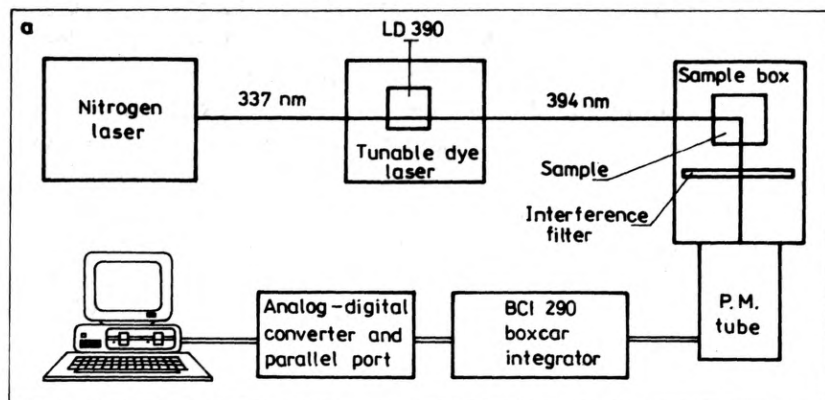 a
LD 390
Nitrogen
laser
337 nm
Tunable dye
laser
394 nm
Sample box
Sample
Interference
filter
Analog-digital
converter and
parallel port
BCI 290
boxcar
integrator
P.M.
tube